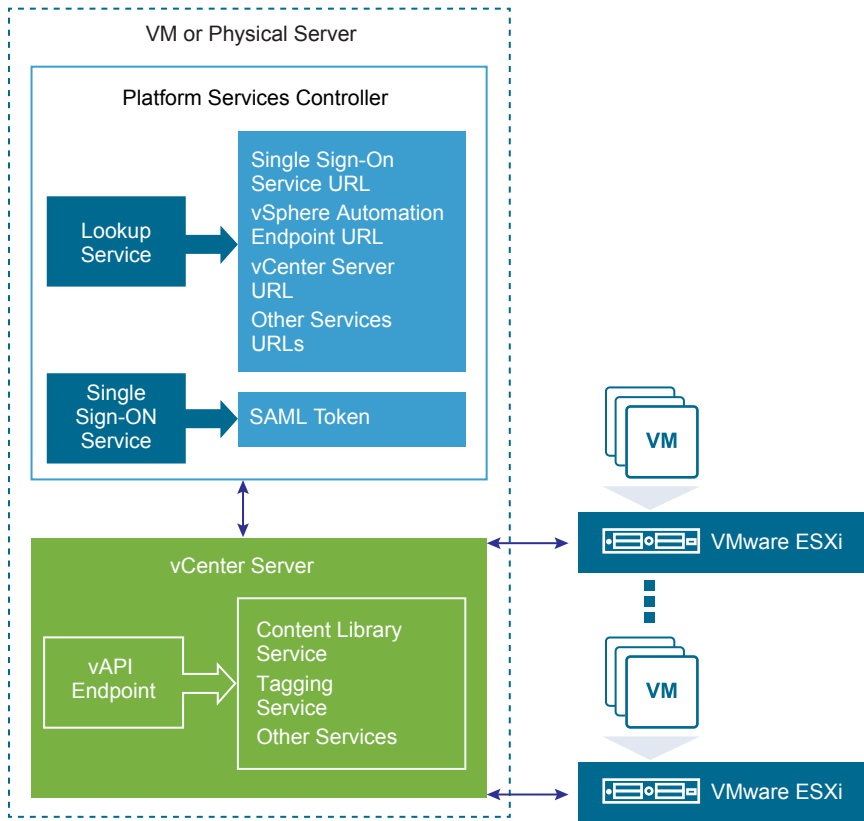 VM or Physical Server
Platform Services Controller
Lookup
Service
Single Sign-On
Service URL
vSphere Automation
Endpoint URL
vCenter Server
URL
Other Services
URLs
Single
Sign-ON
Service
SAML Token
vCenter Server
vAPI
Endpoint
Content Library
Service
Tagging
Service
Other Services
VM
VMware ESXi
VM
VMware ESXi